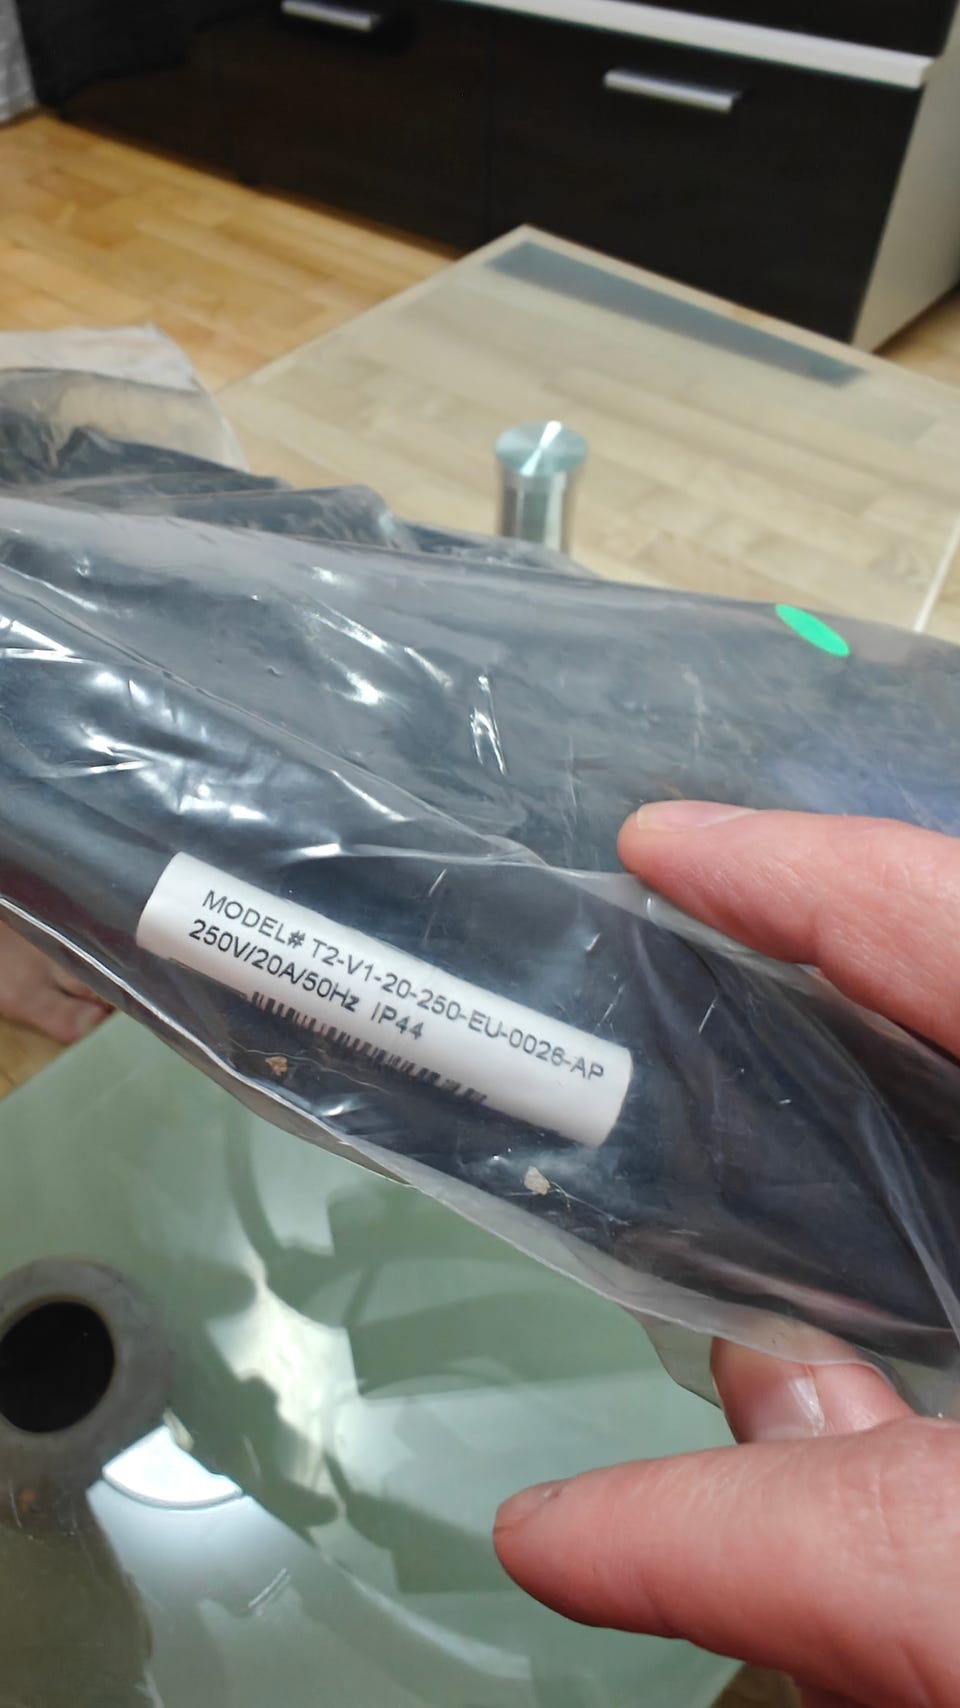 MODEL# T2-V1-20-250-EU-0026-AP
250V/20A/50Hz IP44